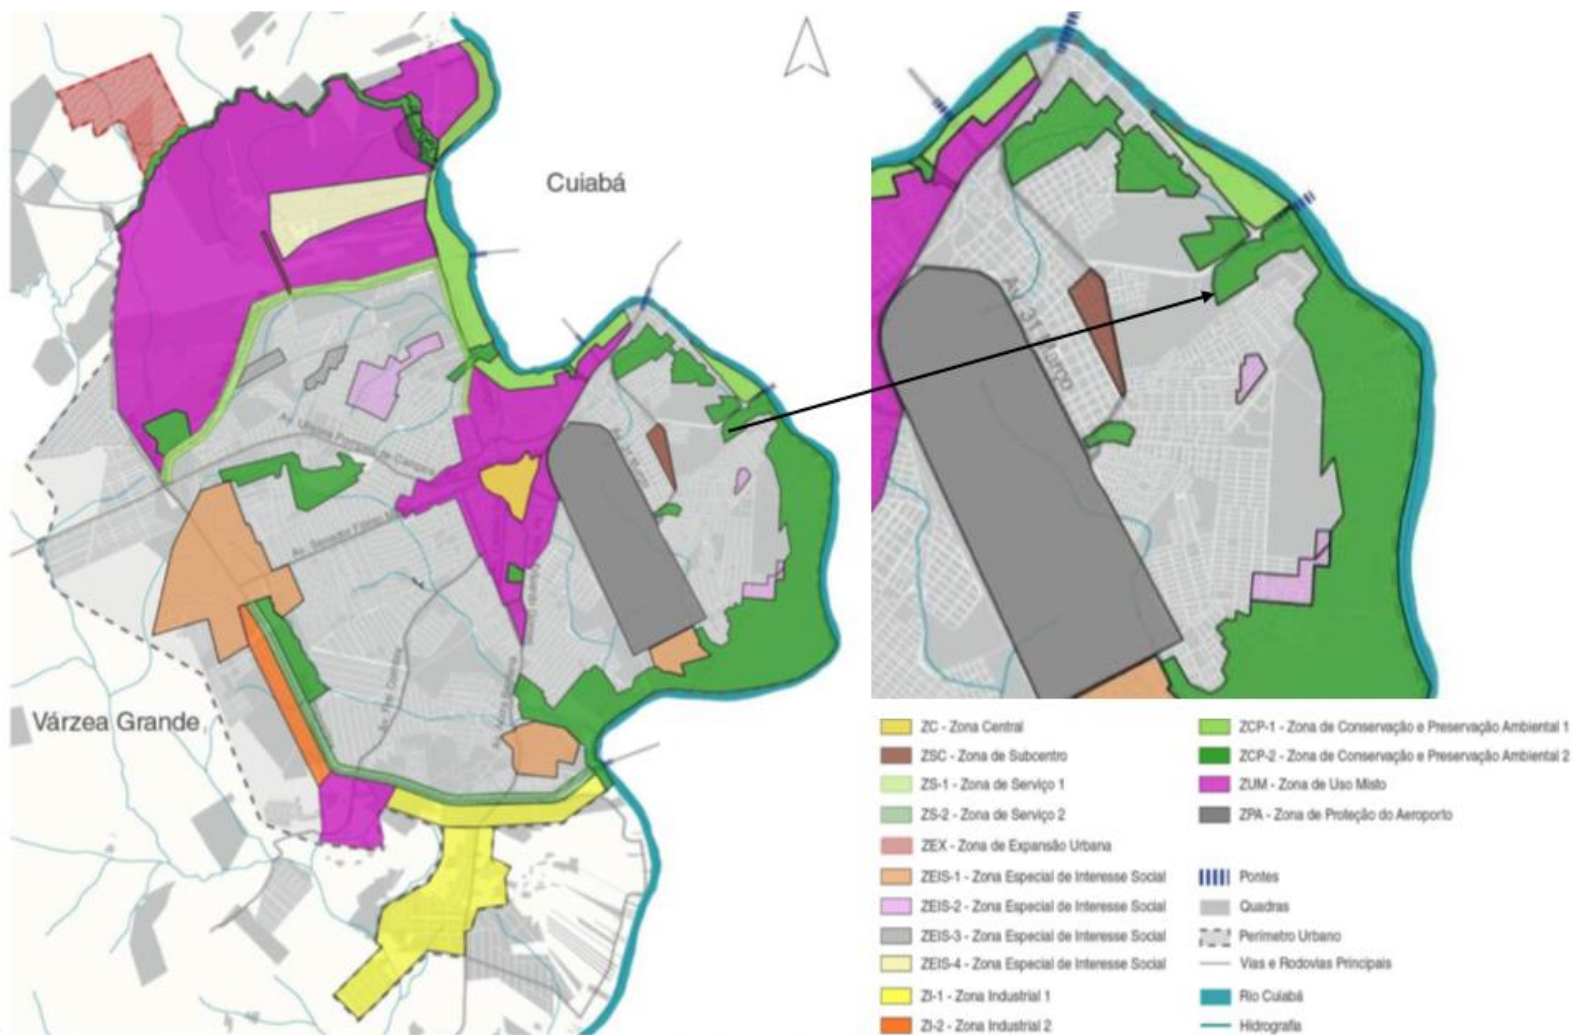 Cuiabá
Várzea Grande
Av. 31 Março
ZC - Zona Central
ZSC - Zona de Subcentro
ZS-1 - Zona de Serviço 1
ZS-2 - Zona de Serviço 2
ZEX - Zona de Expansão Urbana
ZEIS-1 - Zona Especial de Interesse Social
ZEIS-2 - Zona Especial de Interesse Social
ZEIS-3 - Zona Especial de Interesse Social
ZEIS-4 - Zona Especial de Interesse Social
ZI-1 - Zona Industrial 1
ZI-2 - Zona Industrial 2
ZCP-1 - Zona de Conservação e Preservação Ambiental 1
ZCP-2 - Zona de Conservação e Preservação Ambiental 2
ZUM - Zona de Uso Misto
ZPA - Zona de Proteção do Aeroporto
Pontes
Quadras
Perímetro Urbano
Vias e Rodovias Principais
Rio Cuiabá
Hidrografia